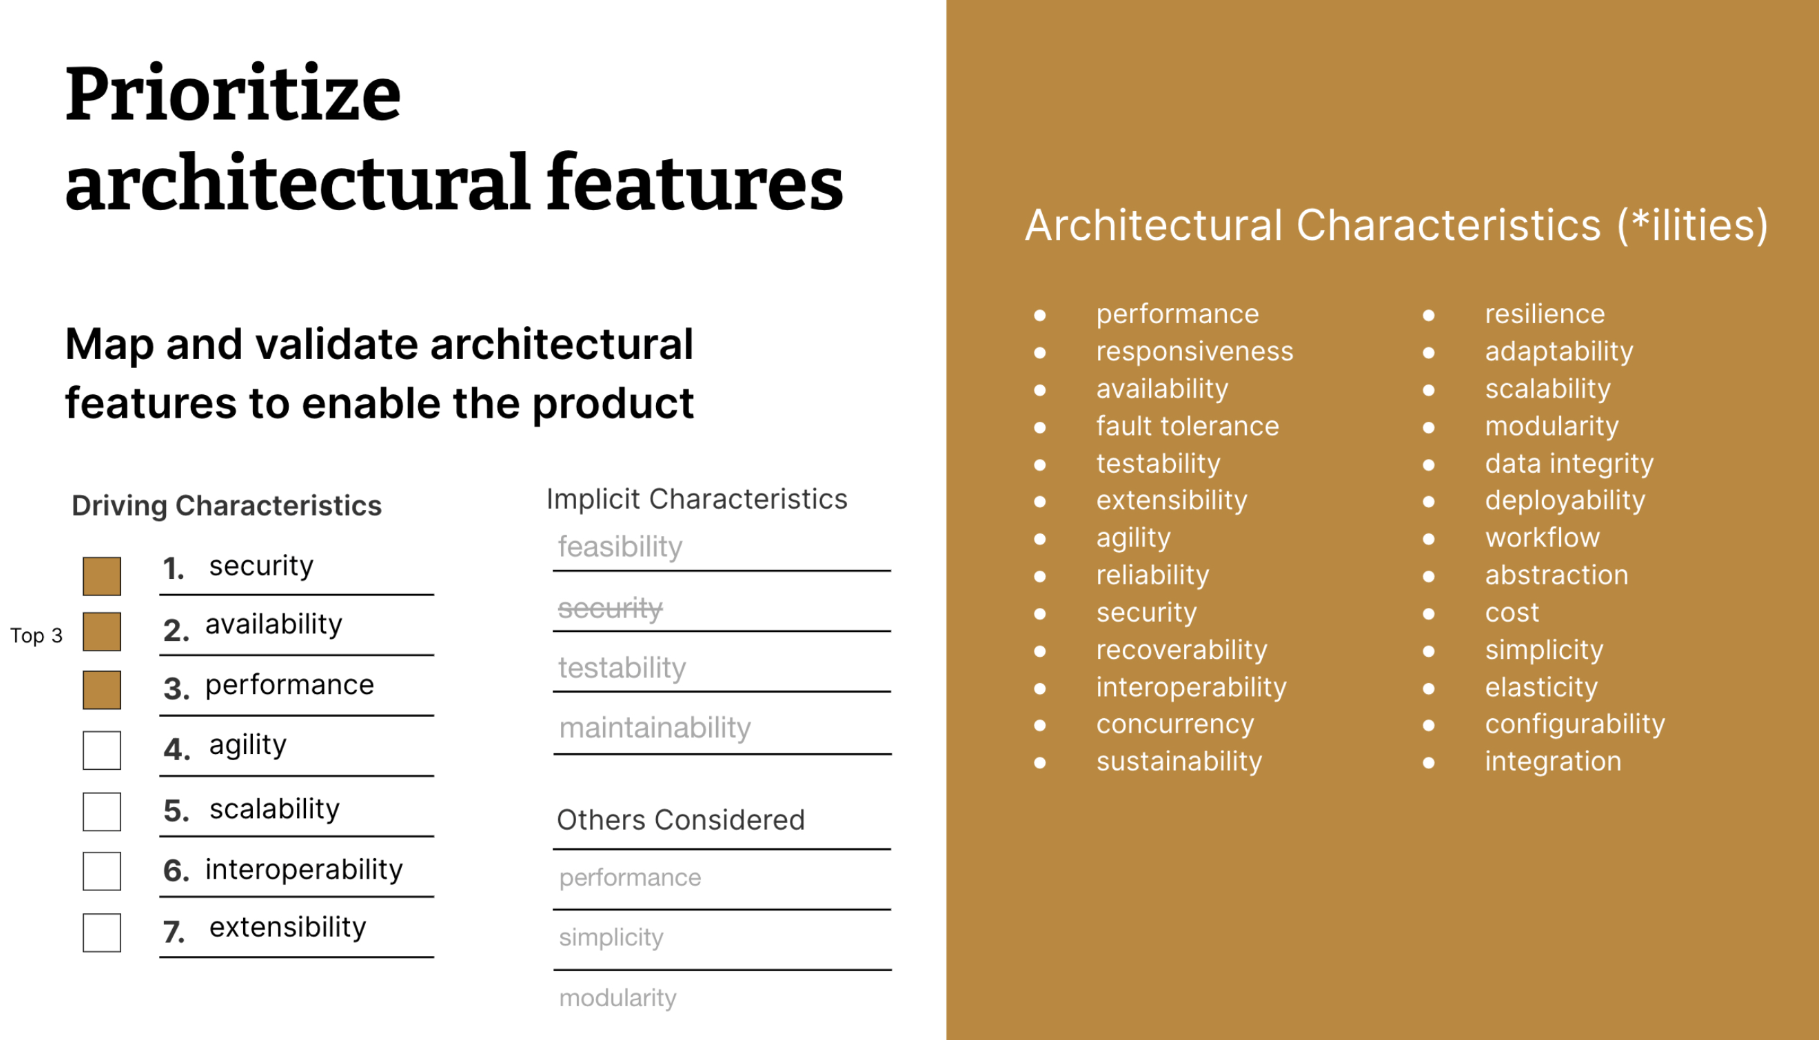 Prioritize
architectural features
Map and validate architectural
features to enable the product
Driving Characteristics
Top 3
1. security
2. availability
3. performance
4. agility
5. scalability
6. interoperability
7. extensibility
Implicit Characteristics
feasibility
security
testability
maintainability
Others Considered
performance
simplicity
modularity
Architectural Characteristics (*ilities)
● performance
● responsiveness
● availability
● fault tolerance
● testability
● extensibility
● agility
● reliability
● security
● recoverability
● interoperability
● concurrency
● sustainability
● resilience
● adaptability
● scalability
● modularity
● data integrity
● deployability
● workflow
● abstraction
● cost
● simplicity
● elasticity
● configurability
● integration